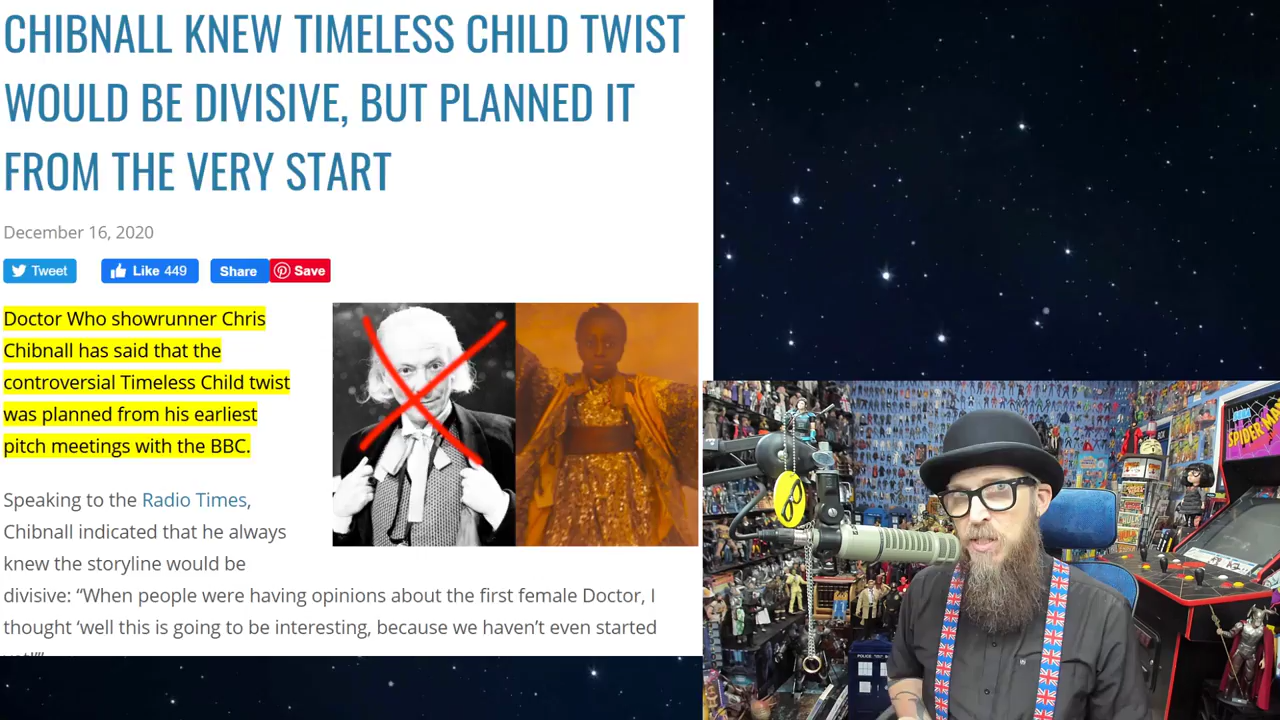 CHIBNALL KNEW TIMELESS CHILD TWIST
WOULD BE DIVISIVE, BUT PLANNED IT
FROM THE VERY START
December 16, 2020
Tweet
Like 449
Share
Save
Doctor Who showrunner Chris
Chibnall has said that the
controversial Timeless Child twist
was planned from his earliest
pitch meetings with the BBC.
Speaking to the Radio Times,
Chibnall indicated that he always
knew the storyline would be
divisive: “When people were having opinions about the first female Doctor, I
thought ‘well this is going to be interesting, because we haven’t even started
SEGA
SPIDER-M
POLICE BOX